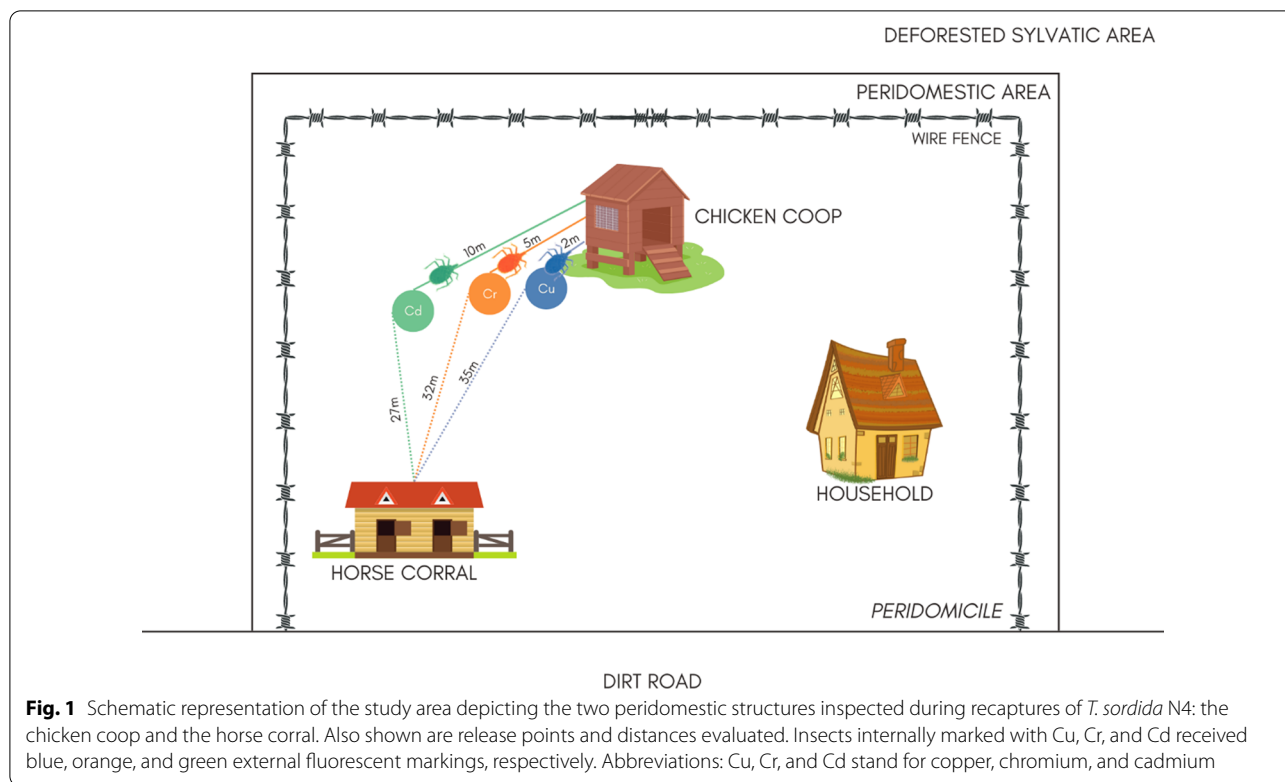 DEFORESTED SYLVATIC AREA
PERIDOMESTIC AREA
WIRE FENCE
CHICKEN COOP
10m
5m
2m
Cd
Cr
Cu
27m
32m
35m
HOUSEHOLD
HORSE CORRAL
PERIDOMICILE
DIRT ROAD
Fig. 1 Schematic representation of the study area depicting the two peridomestic structures inspected during recaptures of T. sordida N4: the
chicken coop and the horse corral. Also shown are release points and distances evaluated. Insects internally marked with Cu, Cr, and Cd received
blue, orange, and green external fluorescent markings, respectively. Abbreviations: Cu, Cr, and Cd stand for copper, chromium, and cadmium